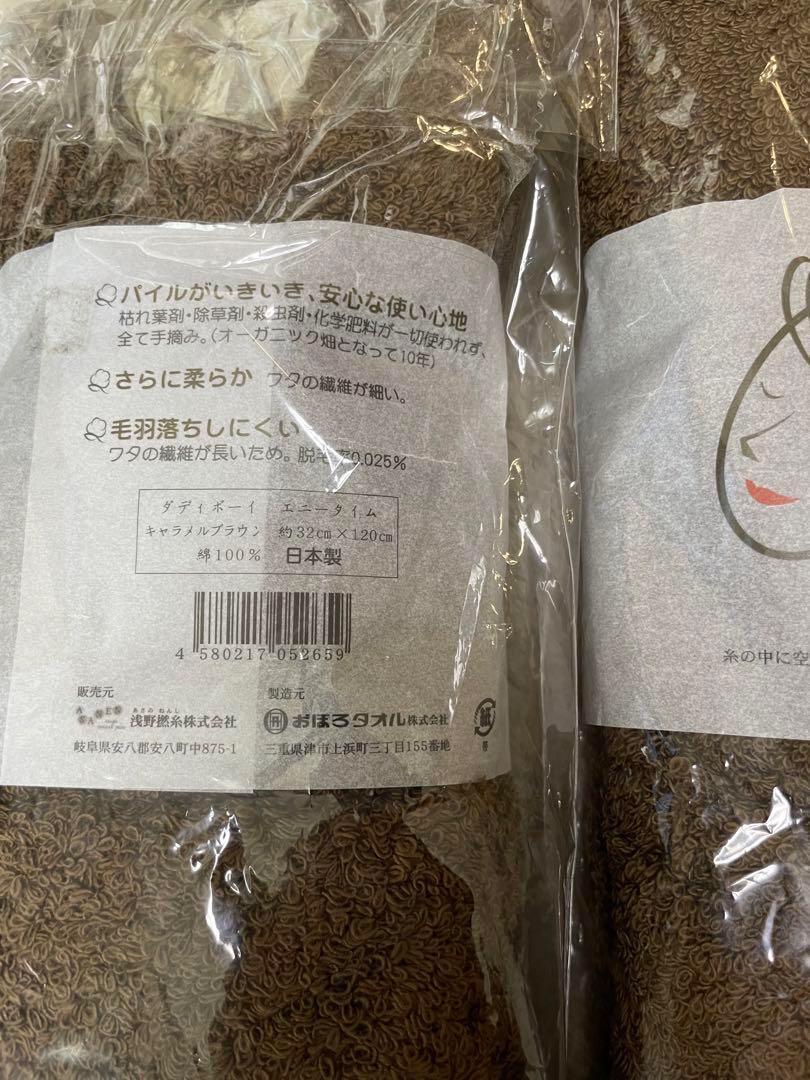 パイルがいきいき、安心な使い心地
枯れ葉剤・除草剤・殺虫剤・化学肥料が一切使われず、
全て手摘み。(オーガニック畑となって10年)
さらに柔らか ワタの繊維が細い。
毛羽落ちしにくい
ワタの繊維が長いため。脱毛率0.025%
ダディボーイ エニータイム
キャラメルブラウン 約32cm×120cm
綿100% 日本製
4 580217 052659
販売元
ASANEN
あさの ねんし
浅野撚糸株式会社
岐阜県安八郡安八町中875-1
製造元
おぼろタオル株式会社
三重県津市上浜町三丁目155番地
紙
糸の中に空